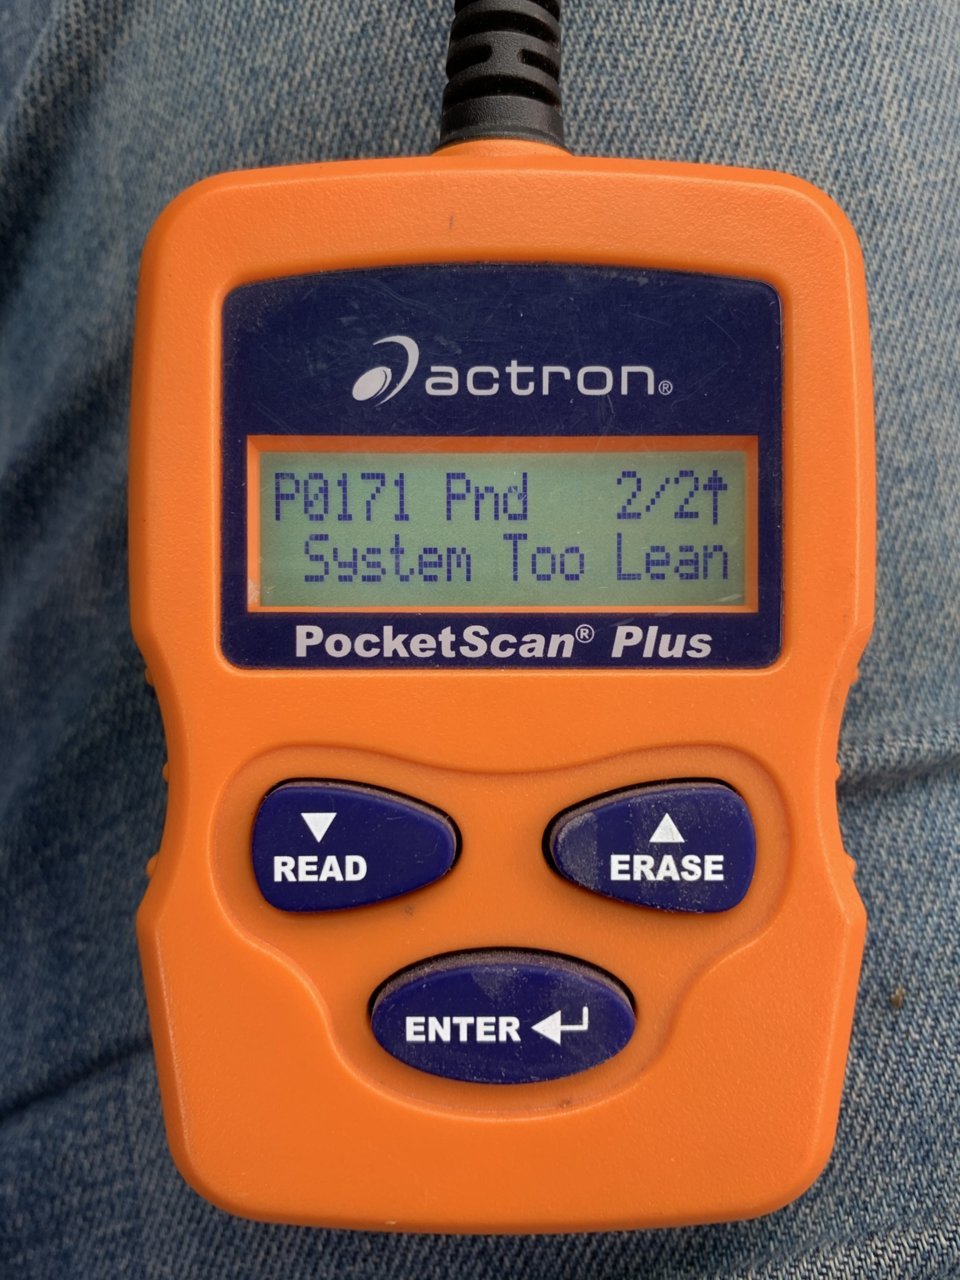 actron®
P0171 Pnd 2/2↑
System Too Lean
PocketScan® Plus
▼
READ
▲
ERASE
ENTER